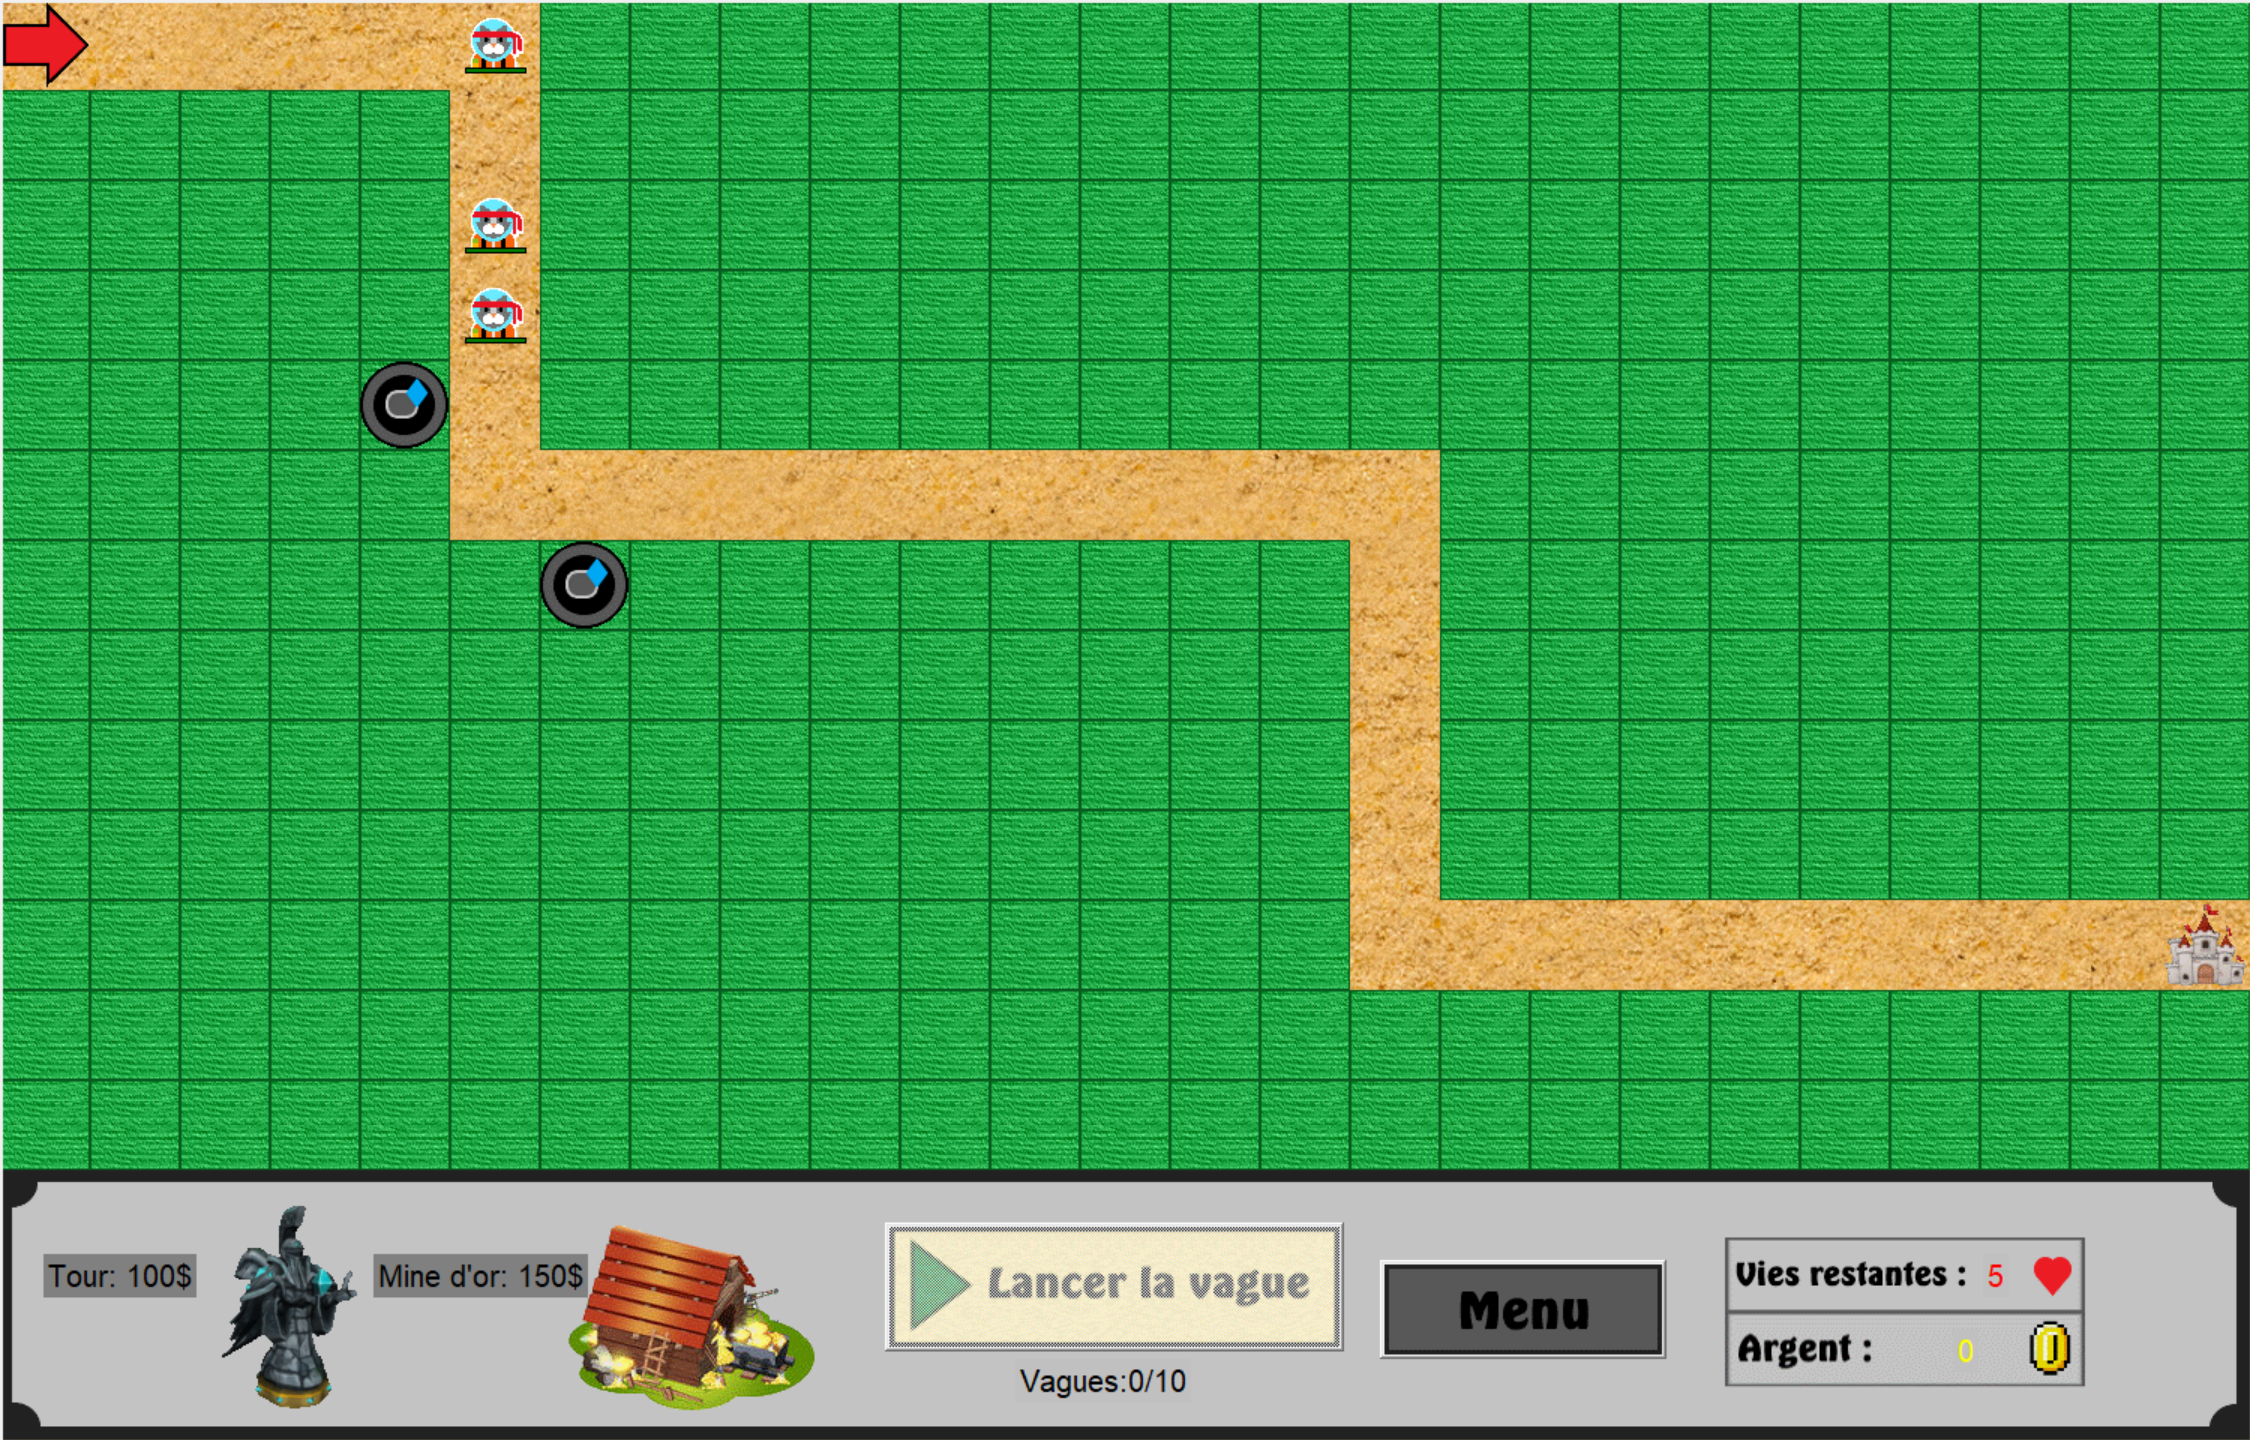 Tour: 100$
Mine d'or: 150$
Lancer la vague
Vagues:0/10
Menu
Vies restantes : 5
Argent : 0